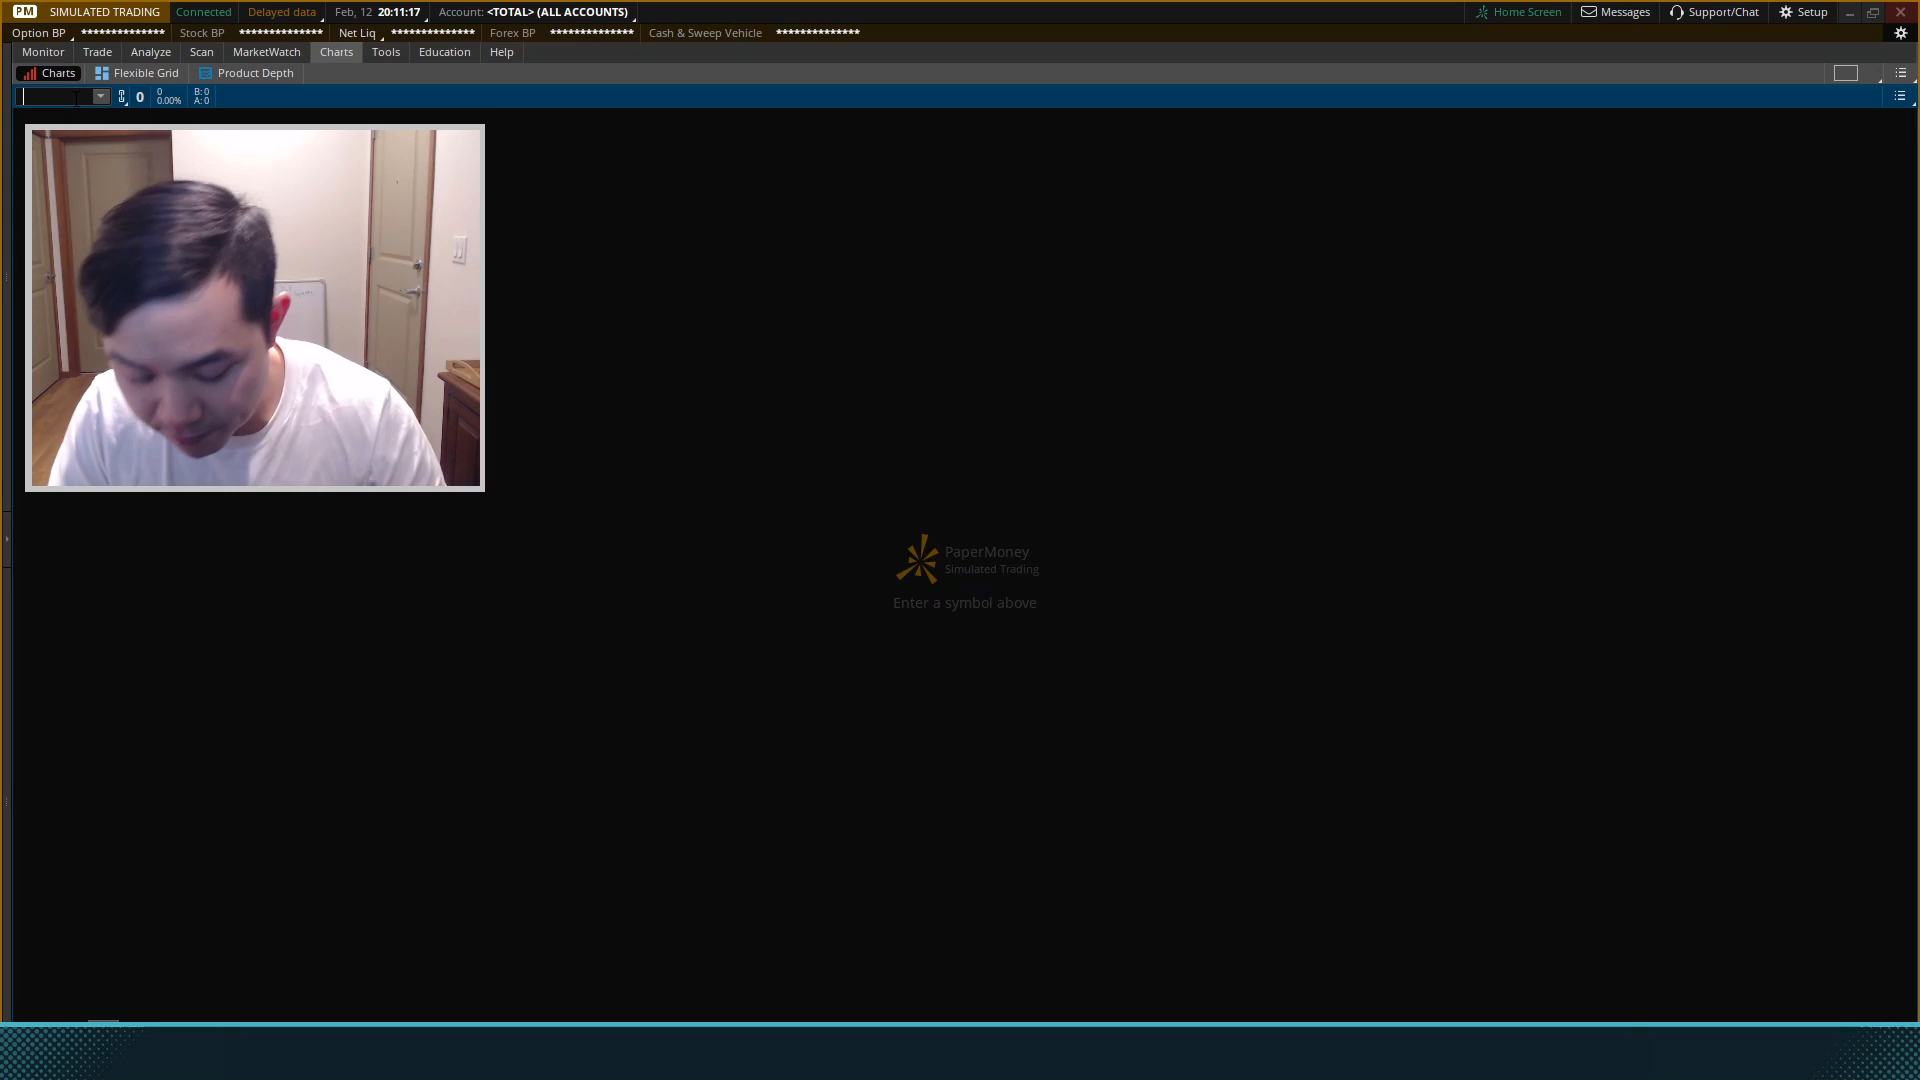 PM SIMULATED TRADING Connected Delayed data Feb, 12 20:11:17 Account: <TOTAL> (ALL ACCOUNTS) Home Screen Messages Support/Chat Setup
Option BP ************** Stock BP ************** Net Liq ************** Forex BP ************** Cash & Sweep Vehicle **************
Monitor Trade Analyze Scan MarketWatch Charts Tools Education Help
Charts Flexible Grid Product Depth
0 0 B: 0
0.00% A: 0
PaperMoney
Simulated Trading
Enter a symbol above